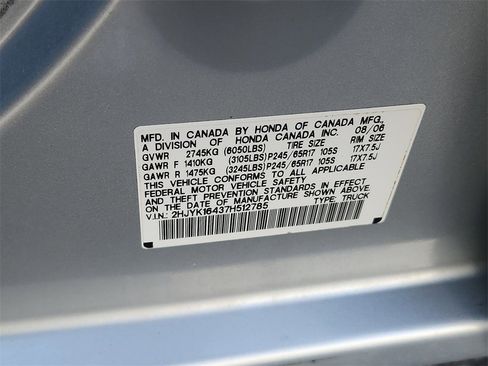 MFD. IN CANADA BY HONDA OF CANADA MFG.,
A DIVISION OF HONDA CANADA INC. 08/06
GVWR 2745KG (6050LBS) TIRE SIZE RIM SIZE
GAWR F 1410KG (3105LBS)P245/65R17 105S 17X7.5J
GAWR R 1475KG (3245LBS)P245/65R17 105S 17X7.5J
THIS VEHICLE CONFORMS TO ALL APPLICABLE
FEDERAL MOTOR VEHICLE SAFETY AND
THEFT PREVENTION STANDARDS IN EFFECT
ON THE DATE OF MANUFACTURE SHOWN ABOVE.
V.I.N.: 2HJYK16437H512785 TYPE: TRUCK